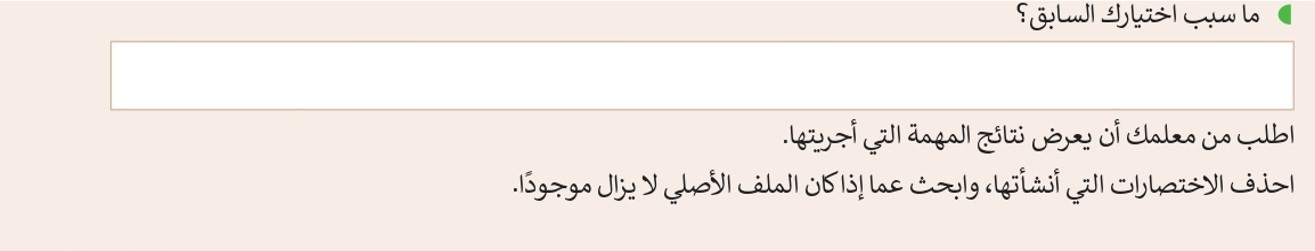 ما سبب اختيارك السابق؟
اطلب من معلمك أن يعرض نتائج المهمة التي أجريتها.
احذف الاختصارات التي أنشأتها، وابحث عما إذا كان الملف الأصلي لا يزال موجودًا.